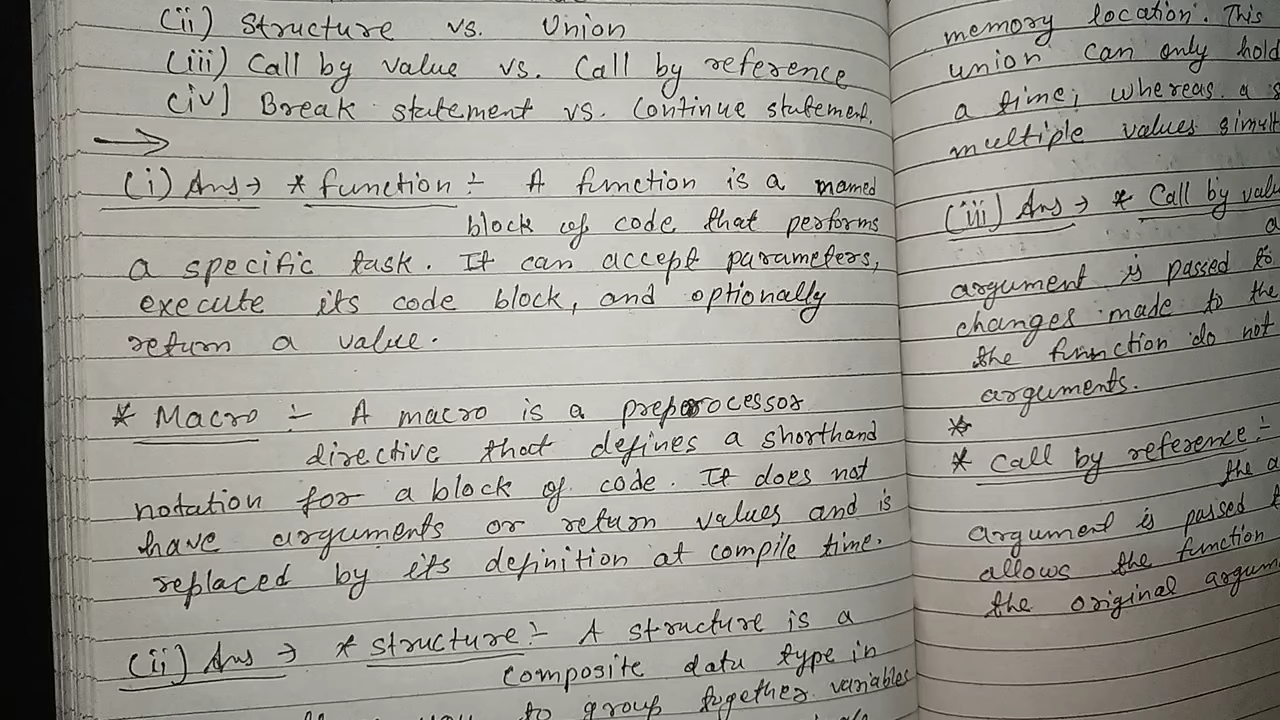 (ii) Structure vs. Union
(iii) Call by value vs. Call by reference
(iv) Break statement vs. Continue statement.
(i) Ans → * function :- A function is a named
block of code that performs
a specific task. It can accept parameters,
execute its code block, and optionally
return a value.
* Macro :- A macro is a preprocessor
directive that defines a shorthand
notation for a block of code. It does not
have arguments or return values and is
replaced by its definition at compile time.
(ii) Ans → * Structure :- A structure is a
composite data type in
to group together variables
memory location. This
union can only hold
a time; whereas a s
multiple values simult
(iii) Ans → * Call by valu
a
argument is passed to
changes made to the
the function do not
arguments.
*
* Call by reference :-
the a
argument is passed
allows the function
the original argum